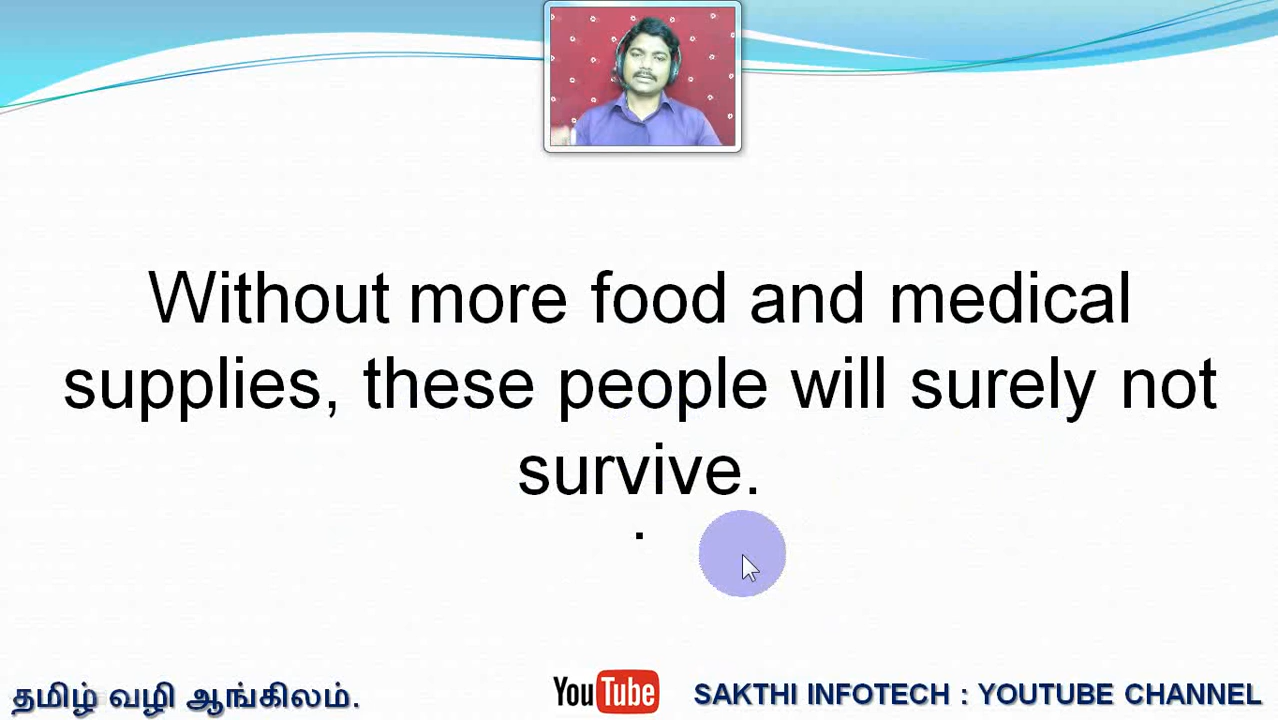 Without more food and medical
supplies, these people will surely not
survive.
.
தமிழ் வழி ஆங்கிலம்.
YouTube
SAKTHI INFOTECH : YOUTUBE CHANNEL